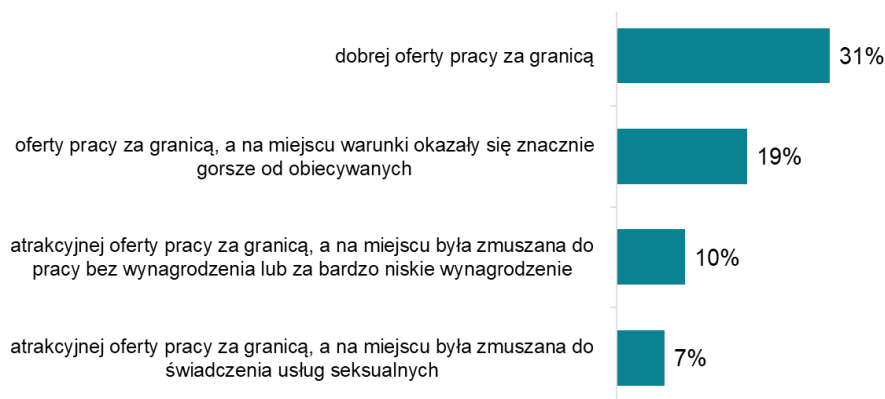 dobrej oferty pracy za granicą
31%
oferty pracy za granicą, a na miejscu warunki okazały się znacznie
gorsze od obiecywanych
19%
atrakcyjnej oferty pracy za granicą, a na miejscu była zmuszana do
pracy bez wynagrodzenia lub za bardzo niskie wynagrodzenie
10%
atrakcyjnej oferty pracy za granicą, a na miejscu była zmuszana do
świadczenia usług seksualnych
7%